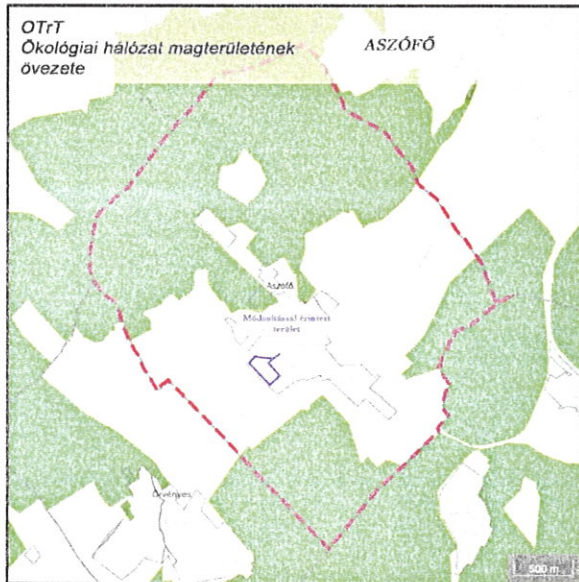 OTrT
Ökológiai hálózat magterületének
övezete
ASZÓFŐ
Aszófő
Módosítással érintett
terület
Örvényes
500 m